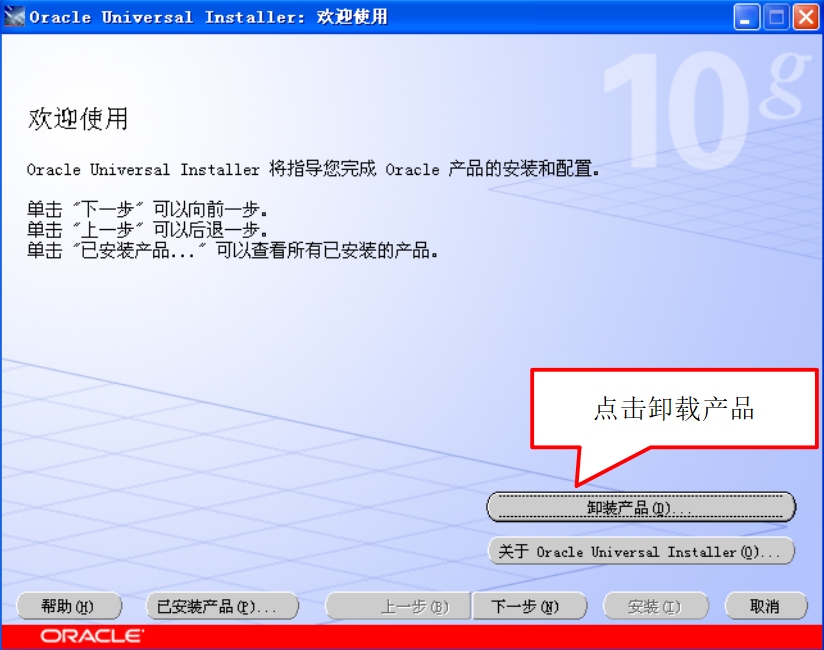 Oracle Universal Installer: 欢迎使用
10g
欢迎使用
Oracle Universal Installer 将指导您完成 Oracle 产品的安装和配置。
单击 "下一步" 可以向前一步。
单击 "上一步" 可以后退一步。
单击 "已安装产品..." 可以查看所有已安装的产品。
点击卸载产品
卸装产品(D)...
关于 Oracle Universal Installer(O)...
帮助(H) 已安装产品(P)... 上一步(B) 下一步(N) 安装(I) 取消
ORACLE